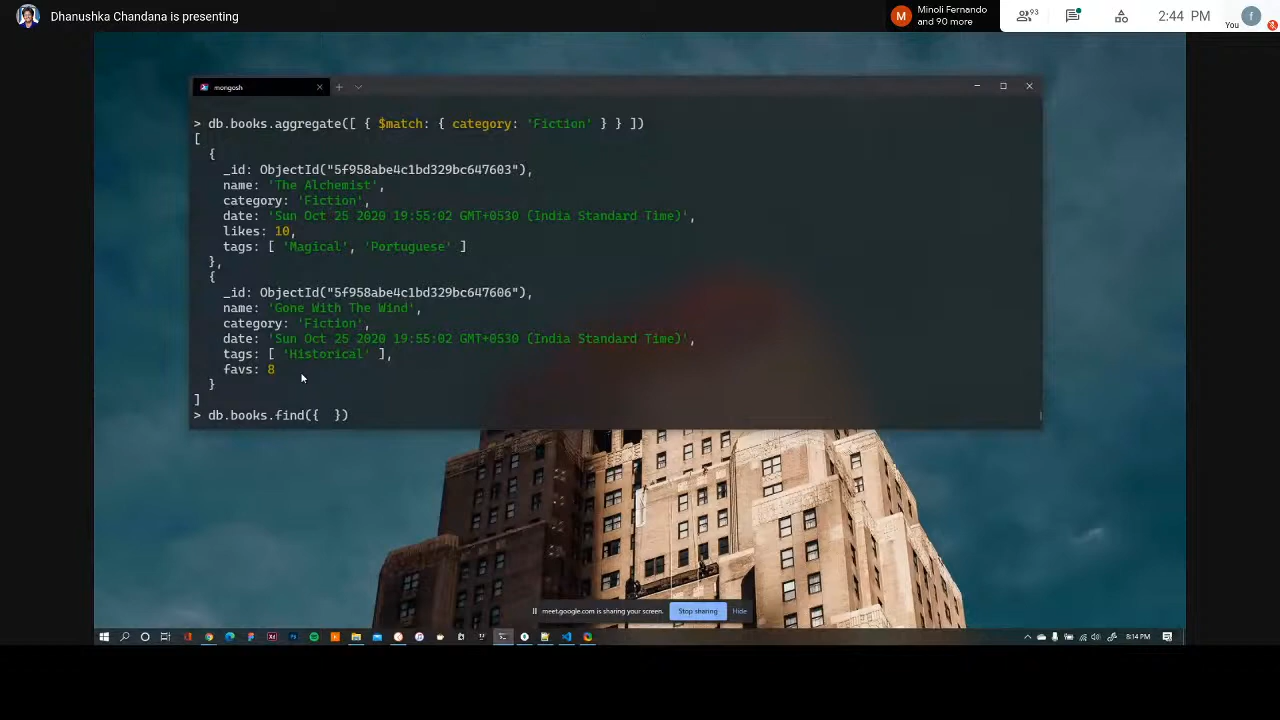 Dhanushka Chandana is presenting
M
Minoli Fernando
and 90 more
93
2:44 PM
You
f
mongosh
> db.books.aggregate([ { $match: { category: 'Fiction' } } ])
[
{
_id: ObjectId("5f958abe4c1bd329bc647603"),
name: 'The Alchemist',
category: 'Fiction',
date: 'Sun Oct 25 2020 19:55:02 GMT+0530 (India Standard Time)',
likes: 10,
tags: [ 'Magical', 'Portuguese' ]
},
{
_id: ObjectId("5f958abe4c1bd329bc647606"),
name: 'Gone With The Wind',
category: 'Fiction',
date: 'Sun Oct 25 2020 19:55:02 GMT+0530 (India Standard Time)',
tags: [ 'Historical' ],
favs: 8
}
]
> db.books.find({  })
meet.google.com is sharing your screen.
Stop sharing
Hide
8:14 PM